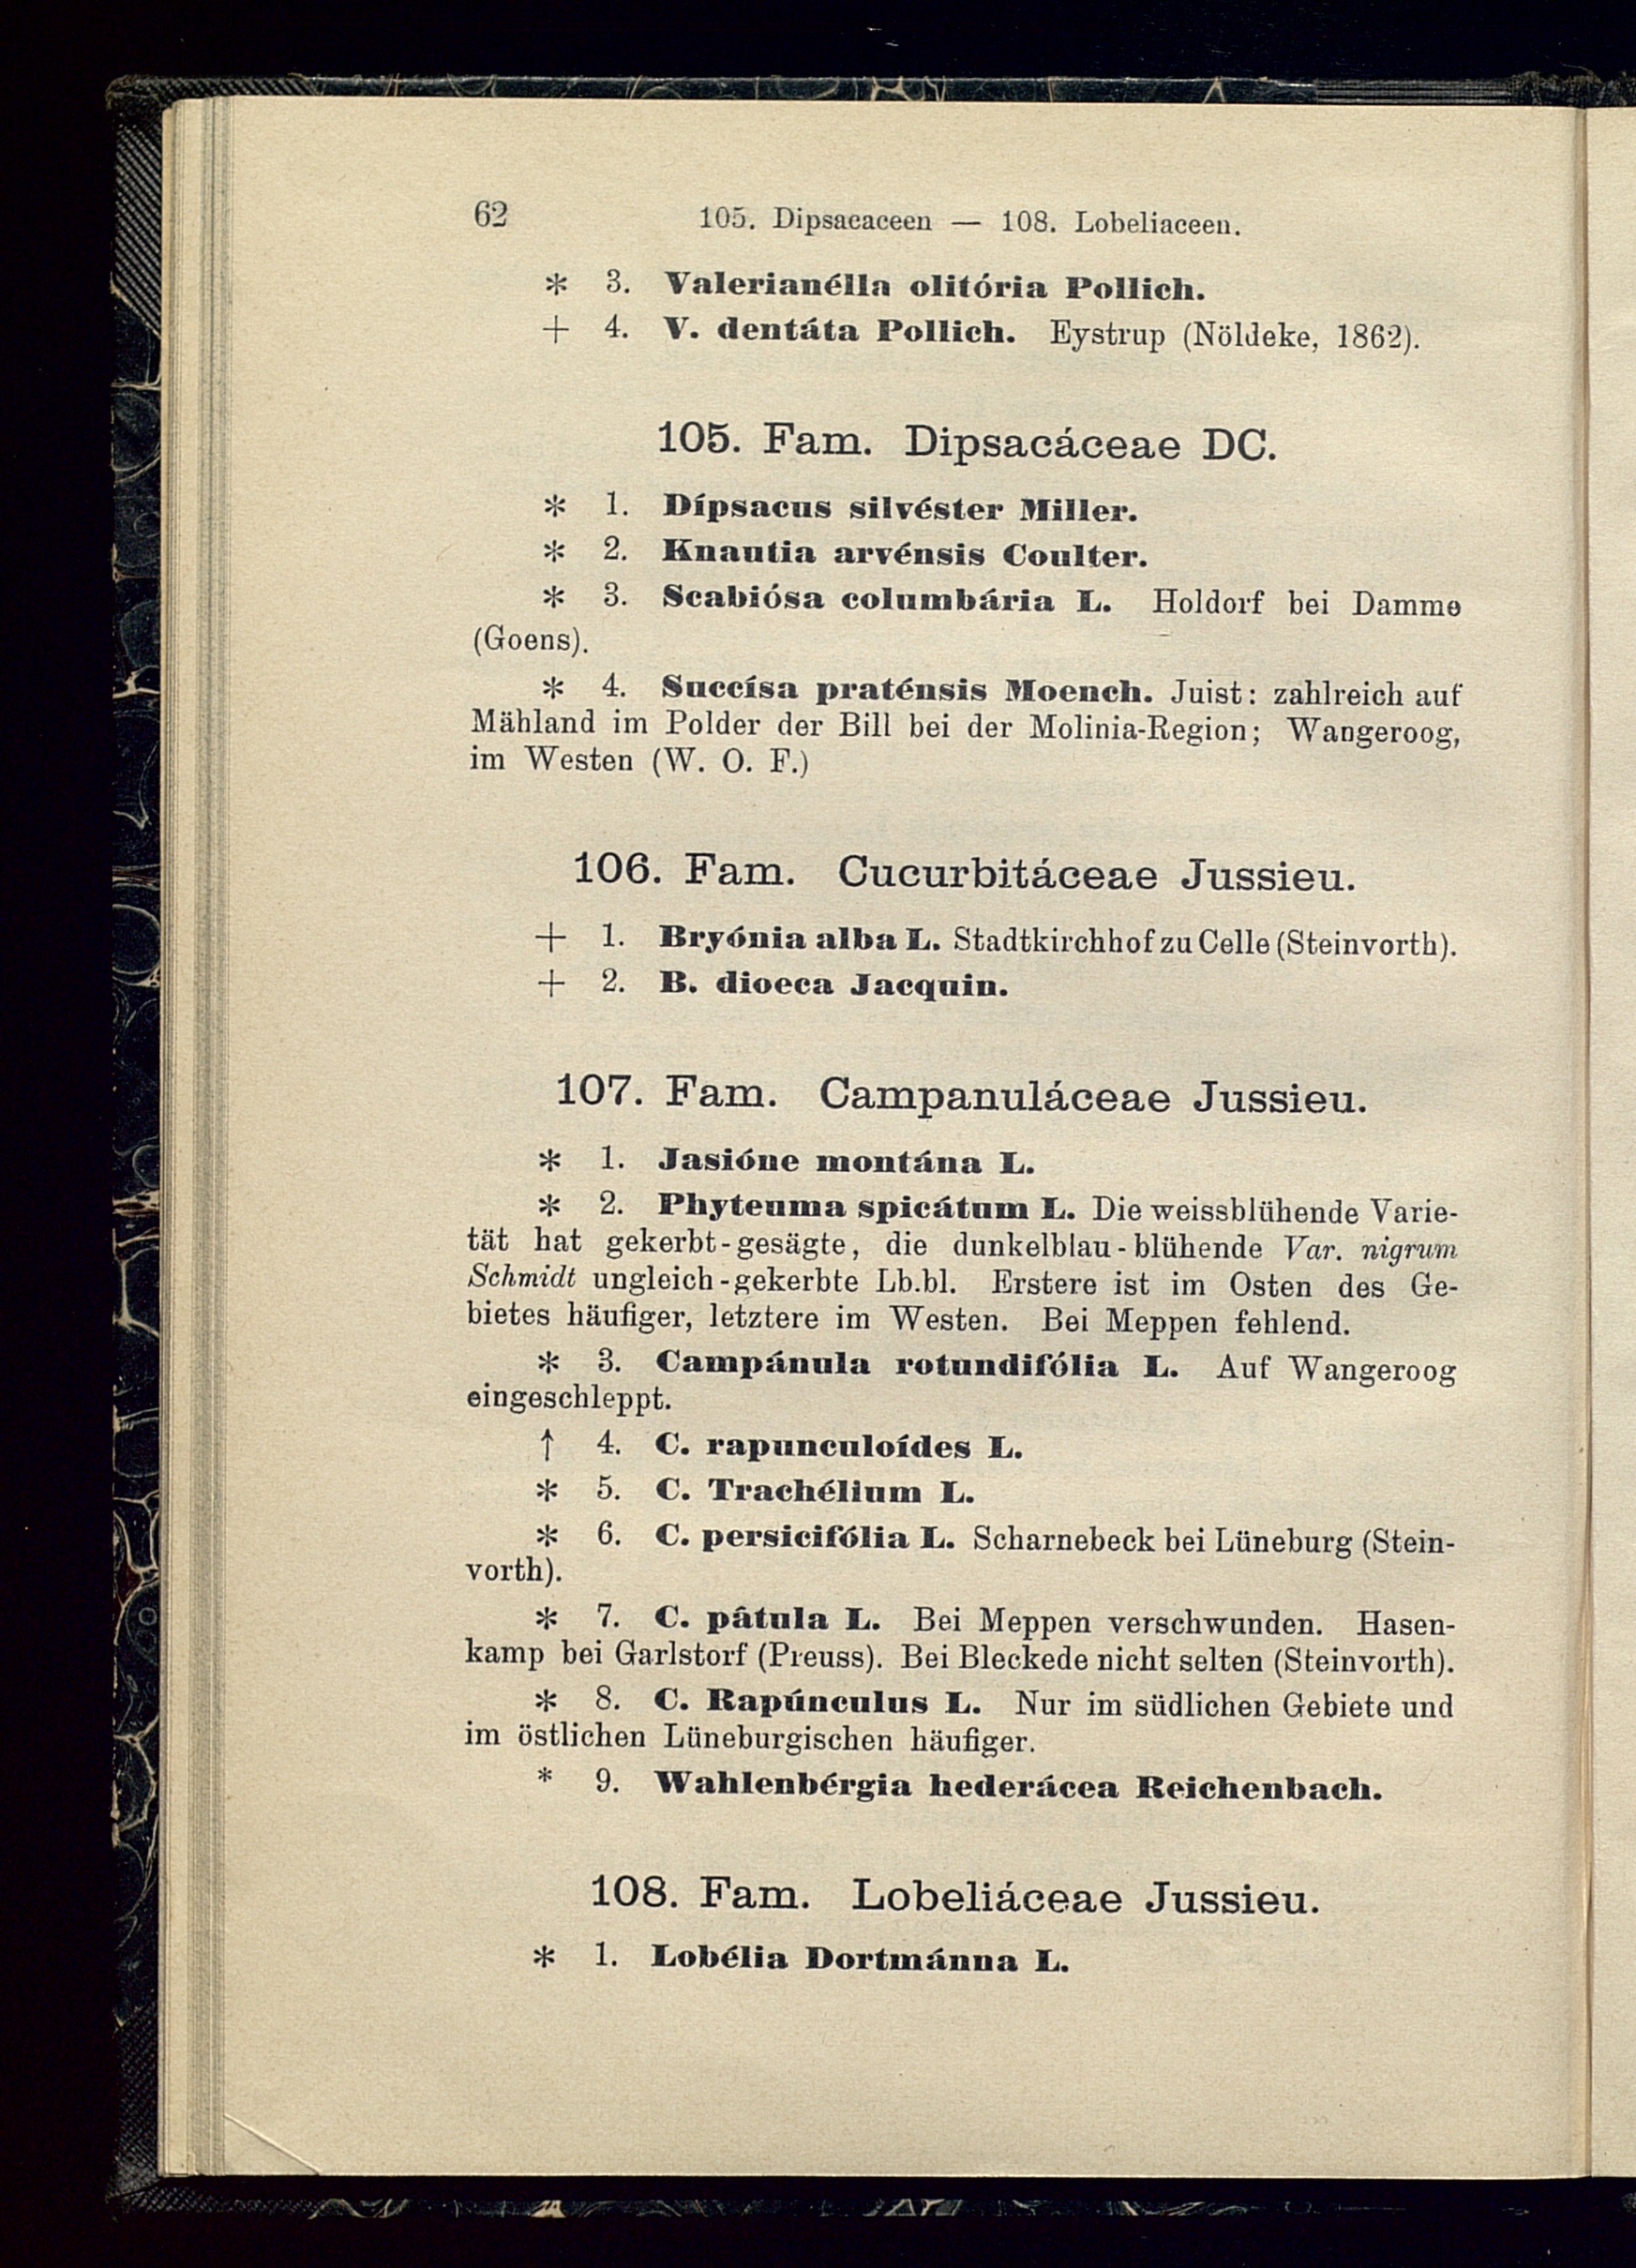 62
105. Dipsacaceen — 108. Lobeliaceen.
* 3. Valerianélla olitória Pollich.
+ 4. V. dentáta Pollich. Eystrup (Nöldeke, 1862).
105. Fam. Dipsacáceae DC.
* 1. Dípsacus silvéster Miller.
* 2. Knautia arvénsis Coulter.
* 3. Scabiósa columbária L. Holdorf bei Damme
(Goens).
* 4. Succísa praténsis Moench. Juist: zahlreich auf
Mähland im Polder der Bill bei der Molinia-Region; Wangeroog,
im Westen (W. O. F.)
106. Fam. Cucurbitáceae Jussieu.
+ 1. Bryónia alba L. Stadtkirchhof zu Celle (Steinvorth).
+ 2. B. dioeca Jacquin.
107. Fam. Campanuláceae Jussieu.
* 1. Jasióne montána L.
* 2. Phyteuma spicátum L. Die weissblühende Varie-
tät hat gekerbt-gesägte, die dunkelblau-blühende Var. nigrum
Schmidt ungleich-gekerbte Lb.bl. Erstere ist im Osten des Ge-
bietes häufiger, letztere im Westen. Bei Meppen fehlend.
* 3. Campánula rotundifólia L. Auf Wangeroog
eingeschleppt.
↑ 4. C. rapunculoídes L.
* 5. C. Trachélium L.
* 6. C. persicifólia L. Scharnebeck bei Lüneburg (Stein-
vorth).
* 7. C. pátula L. Bei Meppen verschwunden. Hasen-
kamp bei Garlstorf (Preuss). Bei Bleckede nicht selten (Steinvorth).
* 8. C. Rapúnculus L. Nur im südlichen Gebiete und
im östlichen Lüneburgischen häufiger.
* 9. Wahlenbérgia hederácea Reichenbach.
108. Fam. Lobeliáceae Jussieu.
* 1. Lobélia Dortmánna L.